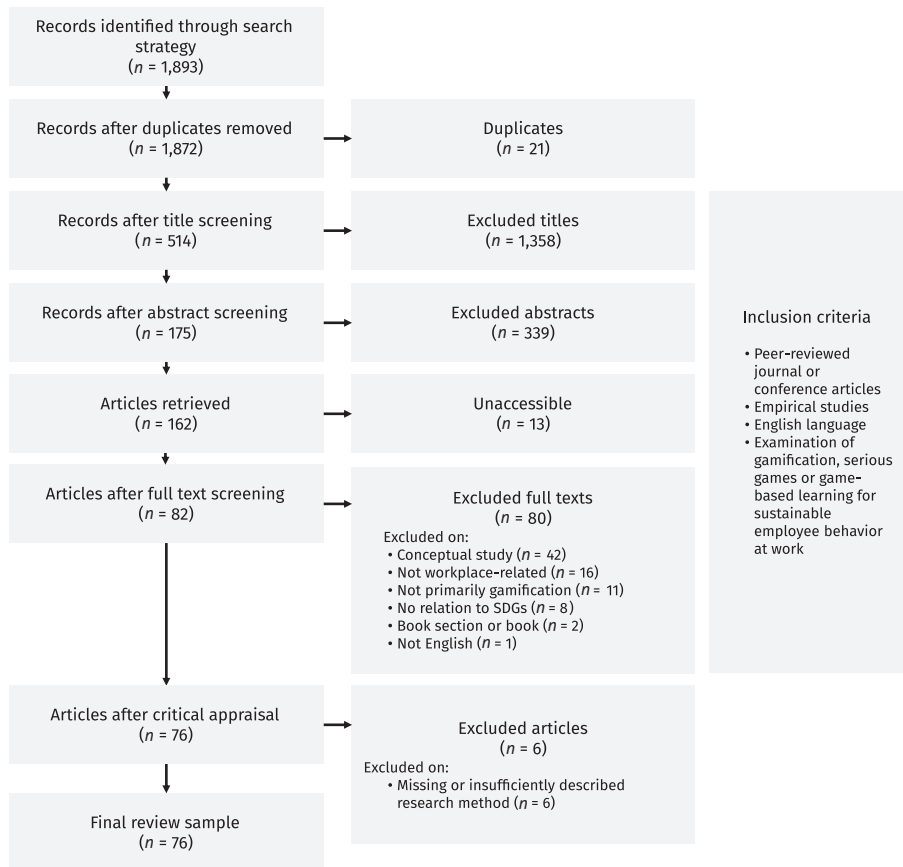 Records identified through search
strategy
(n = 1,893)
Records after duplicates removed
(n = 1,872)
Duplicates
(n = 21)
Records after title screening
(n = 514)
Excluded titles
(n = 1,358)
Records after abstract screening
(n = 175)
Excluded abstracts
(n = 339)
Articles retrieved
(n = 162)
Unaccessible
(n = 13)
Articles after full text screening
(n = 82)
Excluded full texts
(n = 80)
Excluded on:
• Conceptual study (n = 42)
• Not workplace-related (n = 16)
• Not primarily gamification (n = 11)
• No relation to SDGs (n = 8)
• Book section or book (n = 2)
• Not English (n = 1)
Inclusion criteria
• Peer-reviewed
journal or
conference articles
• Empirical studies
• English language
• Examination of
gamification, serious
games or game-
based learning for
sustainable
employee behavior
at work
Articles after critical appraisal
(n = 76)
Excluded articles
(n = 6)
Excluded on:
• Missing or insufficiently described
research method (n = 6)
Final review sample
(n = 76)